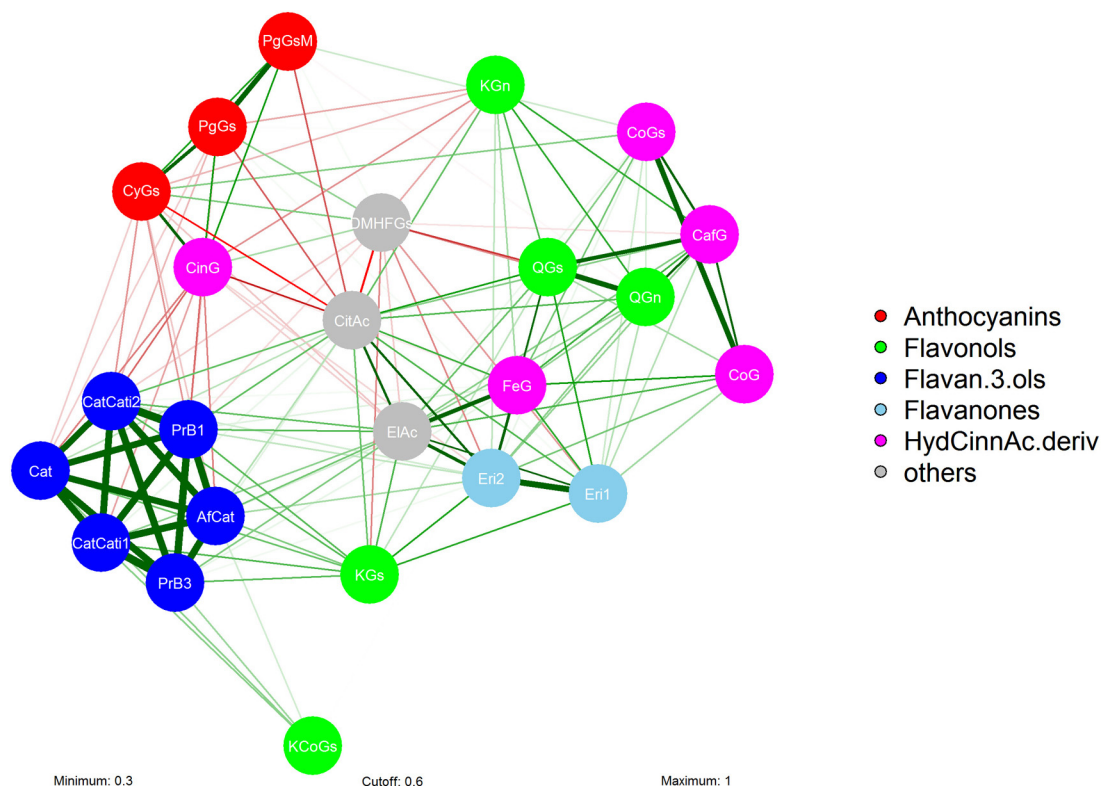 PgGsM
KGn
PgGs
CoGs
CyGs
DMHFGs
CafG
CinG
QGs
QGn
CitAc
Anthocyanins
Flavonols
Flavan.3.ols
Flavanones
HydCinnAc.deriv
others
CoG
FeG
CatCati2
PrB1
ElAc
Cat
Eri2
Eri1
AfCat
CatCati1
PrB3
KGs
KCoGs
Minimum: 0.3
Cutoff: 0.6
Maximum: 1